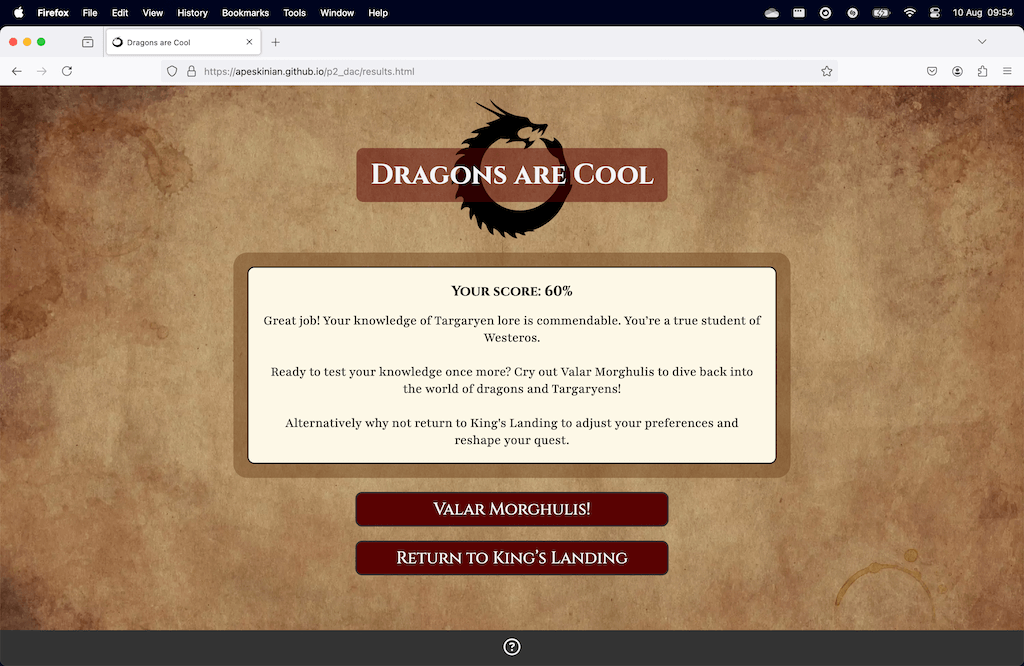 Firefox File Edit View History Bookmarks Tools Window Help 10 Aug 09:54
Dragons are Cool
https://apeskinian.github.io/p2_dac/results.html
Dragons are Cool
Your score: 60%
Great job! Your knowledge of Targaryen lore is commendable. You're a true student of
Westeros.
Ready to test your knowledge once more? Cry out Valar Morghulis to dive back into
the world of dragons and Targaryens!
Alternatively why not return to King's Landing to adjust your preferences and
reshape your quest.
Valar Morghulis!
Return to King's Landing
?